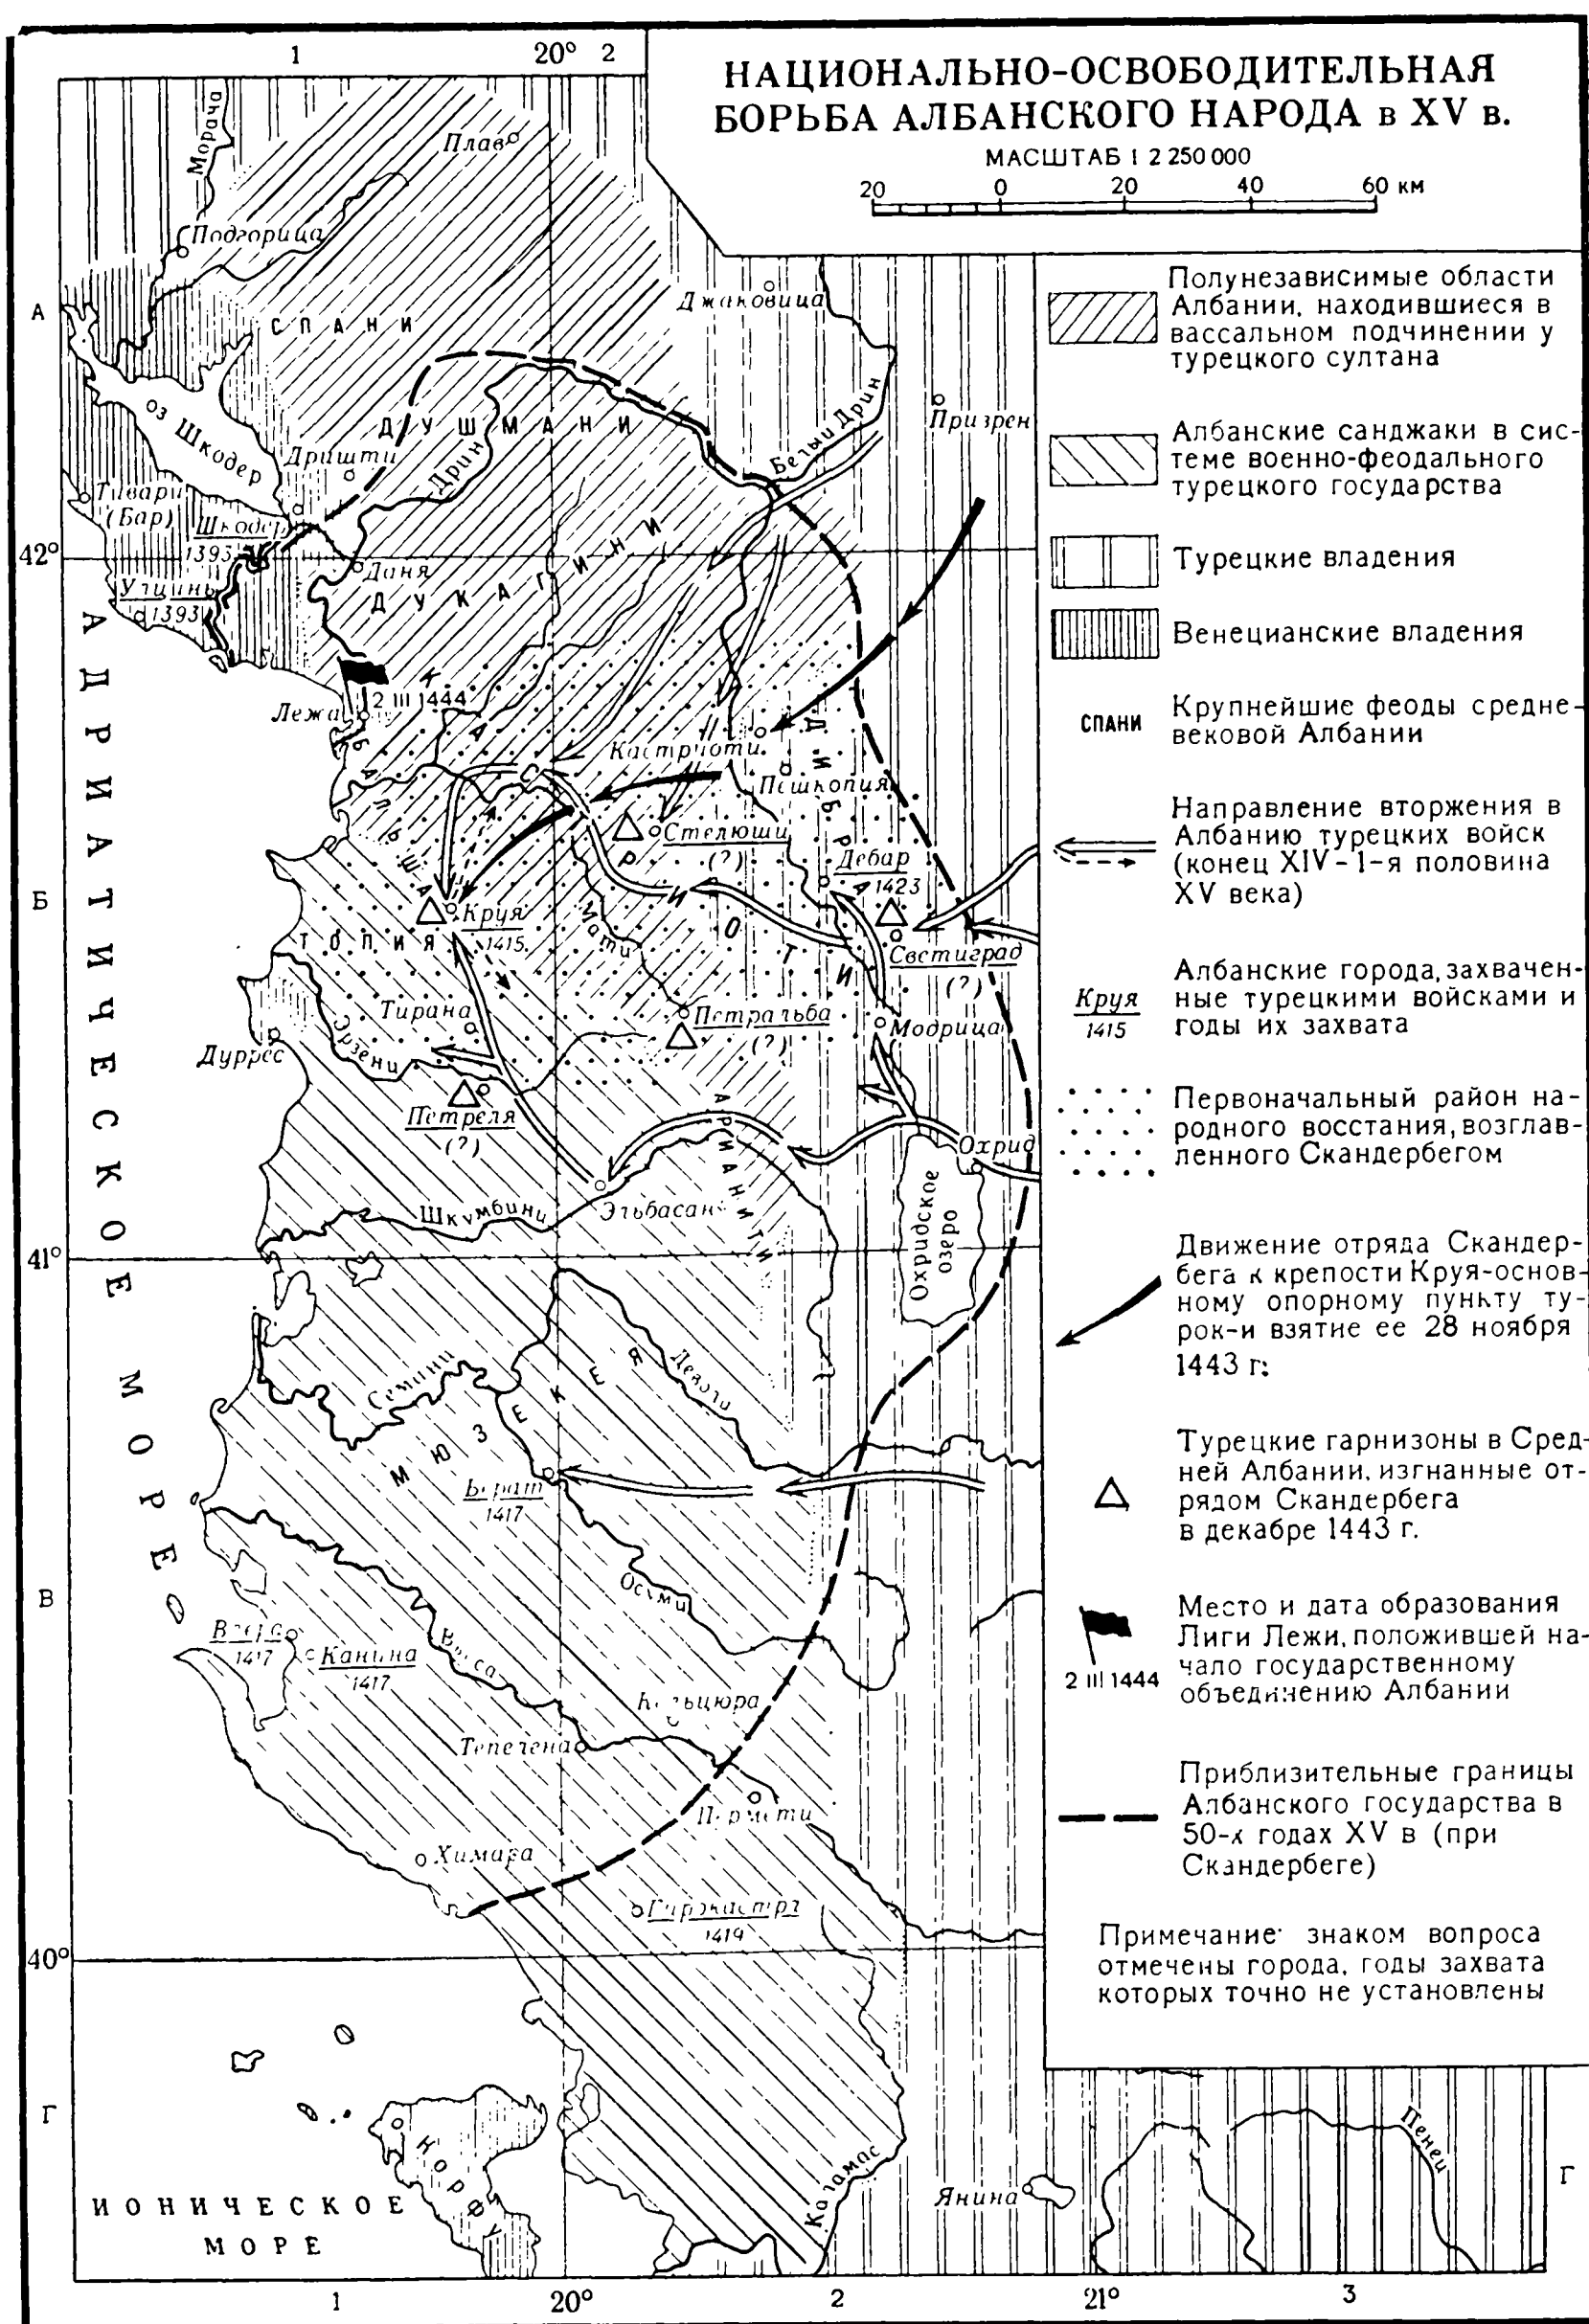 1
20°
2
НАЦИОНАЛЬНО-ОСВОБОДИТЕЛЬНАЯ
БОРЬБА АЛБАНСКОГО НАРОДА в XV в.
МАСШТАБ 1 2 250 000
20 0 20 40 60 км
Морача
Плав
Подгорица
А
СПАНИ
Джаковица
ДУШМАНИ
Белый Дрин
Призрен
оз Шкодер
Дришти
Дрин
Тивари
(Бар)
Шкодер
1393
42°
Даня
Улцинь
1393
ДУКАГИНИ
АДРИАТИЧЕСКОЕ МОРЕ
2 III 1444
Лежа
КАСТРИОТИ
БАЛЬША
Кастриоти
ДИБРА
Пешкопия
Стелюши
(?)
Дебар
1423
Б
Круя
1415
ТОПИЯ
Мати
Светиград
(?)
Тирана
Петральба
(?)
Модрица
Эрзени
Дуррес
Петреля
(?)
АРИАНИТИ
Охрид
Шкумбини
Эльбасан
Охридское
озеро
41°
Семани
Девоги
МЮЗЕКЕЯ
Берат
1417
Осуми
В
1417
Канина
1417
Вьоса
Тепелена
Пермети
Химара
1419
40°
Г
КОРФУ
ИОНИЧЕСКОЕ
МОРЕ
Каламас
Янина
Пенеи
Г
1
20°
2
21°
3
Полунезависимые области
Албании, находившиеся в
вассальном подчинении у
турецкого султана
Албанские санджаки в сис-
теме военно-феодального
турецкого государства
Турецкие владения
Венецианские владения
СПАНИ
Крупнейшие феоды средне-
вековой Албании
Направление вторжения в
Албанию турецких войск
(конец XIV-1-я половина
XV века)
Круя
1415
Албанские города, захвачен-
ные турецкими войсками и
годы их захвата
Первоначальный район на-
родного восстания, возглав-
ленного Скандербегом
Движение отряда Скандер-
бега к крепости Круя-основ-
ному опорному пункту ту-
рок-и взятие ее 28 ноября
1443 г:
Турецкие гарнизоны в Сред-
ней Албании, изгнанные от-
рядом Скандербега
в декабре 1443 г.
2 III 1444
Место и дата образования
Лиги Лежи, положившей на-
чало государственному
объединению Албании
Приблизительные границы
Албанского государства в
50-х годах XV в (при
Скандербеге)
Примечание: знаком вопроса
отмечены города, годы захвата
которых точно не установлены